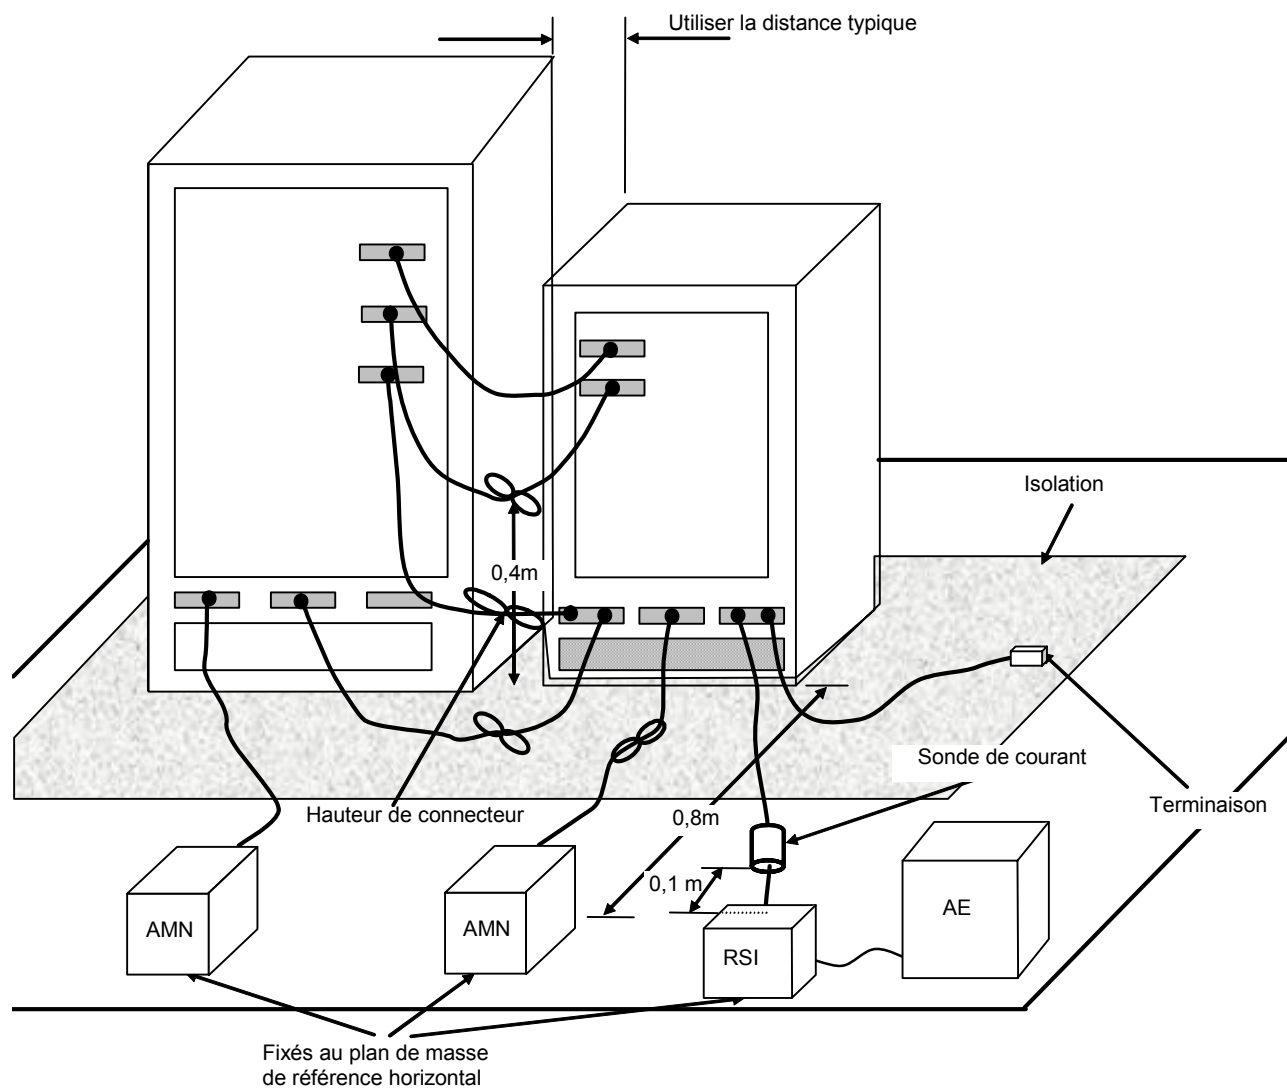 Utiliser la distance typique
Isolation
0,4m
Sonde de courant
Hauteur de connecteur
0,8m
Terminaison
0,1 m
AMN
AMN
RSI
AE
Fixés au plan de masse
de référence horizontal